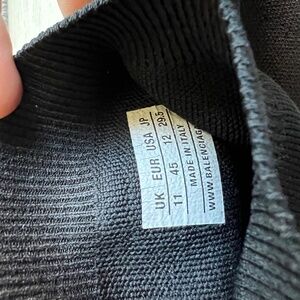 UK EUR USA JP
11 45 12 29.5
MADE IN ITALY
WWW.BALENCIAG